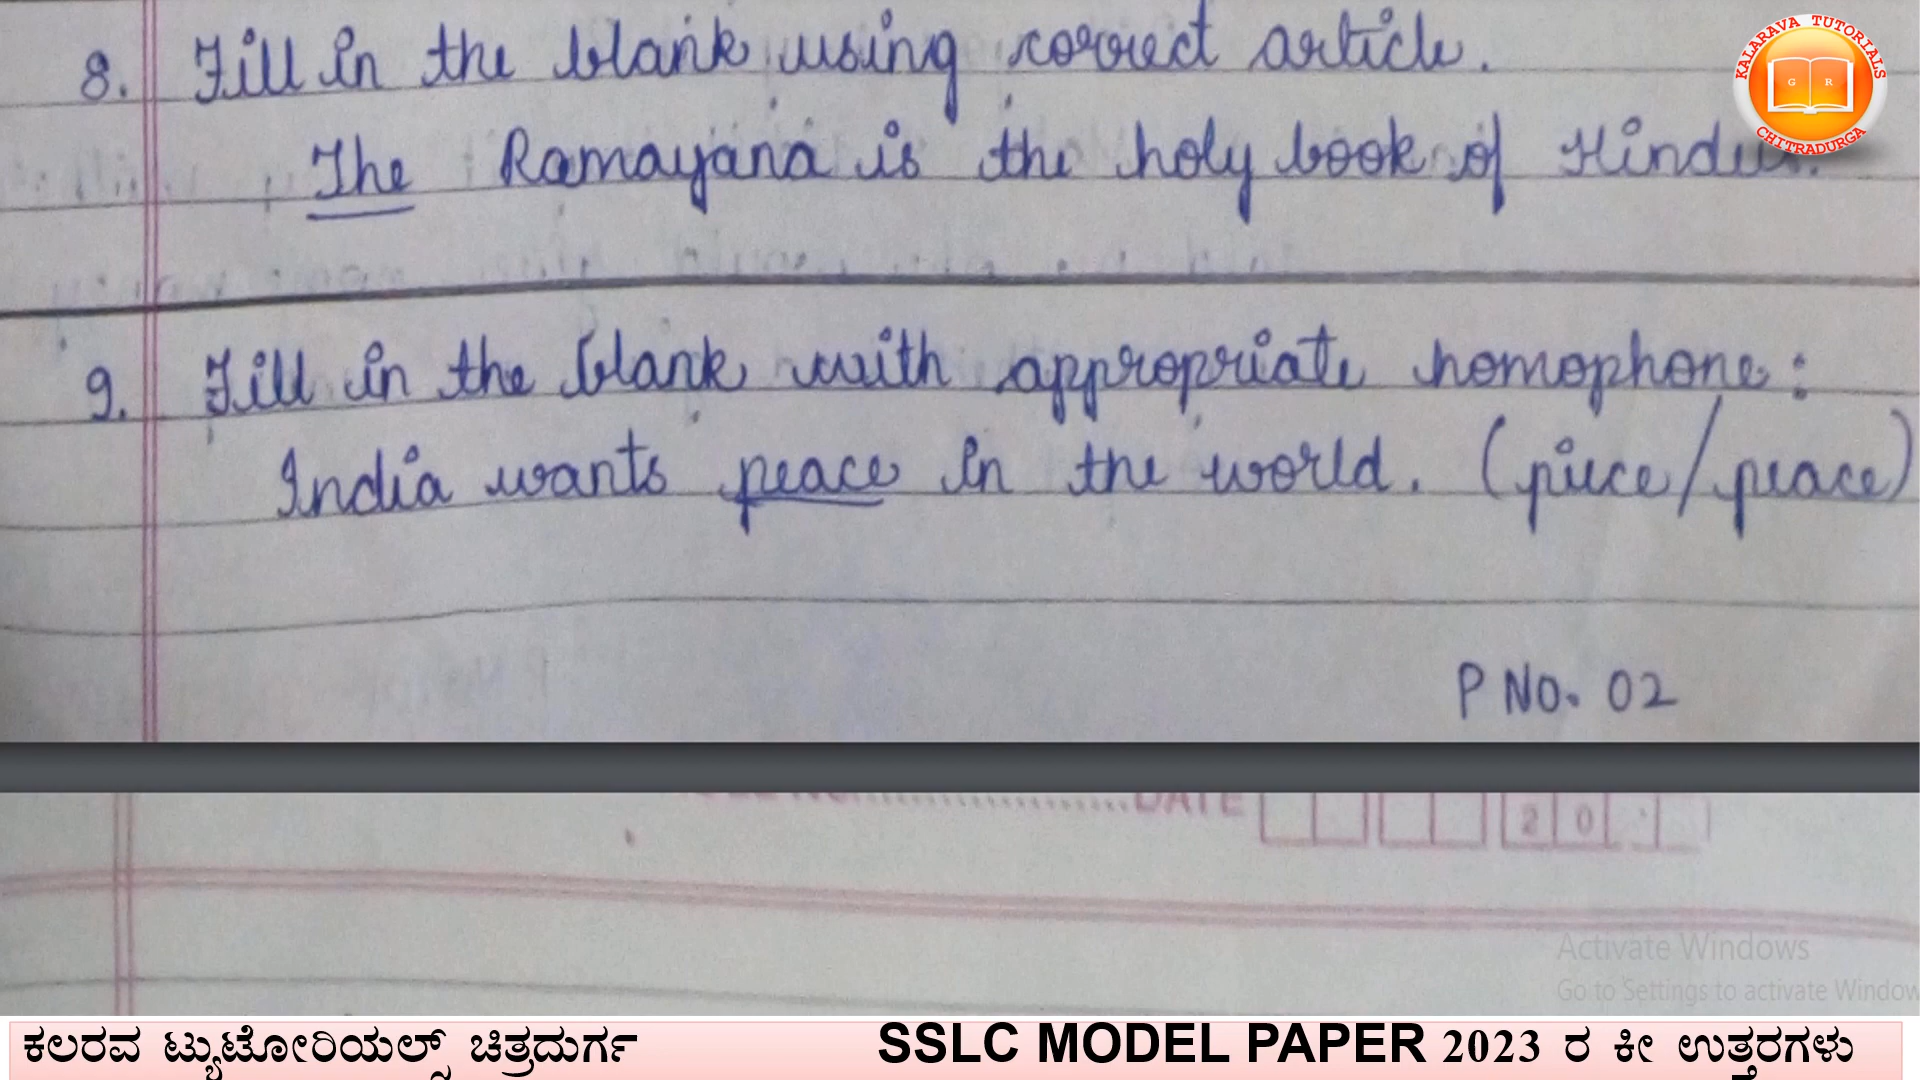 8. Fill in the blank using correct article.
The Ramayana is the holy book of Hindus.
9. Fill in the blank with appropriate homophone:
India wants peace in the world. (piece/peace)
P NO. 02
DATE
2 0
KALARAVA TUTORIALS
G R
CHITRADURGA
Activate Windows
Go to Settings to activate Window
ಕಲರವ ಟ್ಯುಟೋರಿಯಲ್ಸ್ ಚಿತ್ರದುರ್ಗ SSLC MODEL PAPER 2023 ರ ಕೀ ಉತ್ತರಗಳು